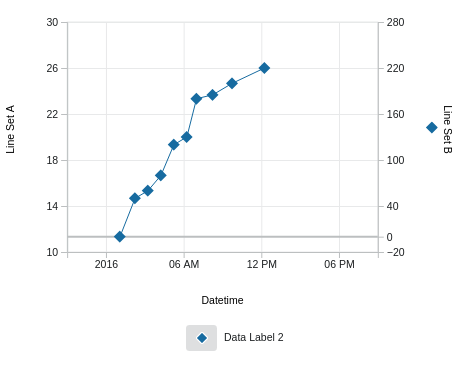 30
26
22
18
14
10
Line Set A
280
220
160
100
40
0
−20
Line Set B
2016
06 AM
12 PM
06 PM
Datetime
Data Label 2